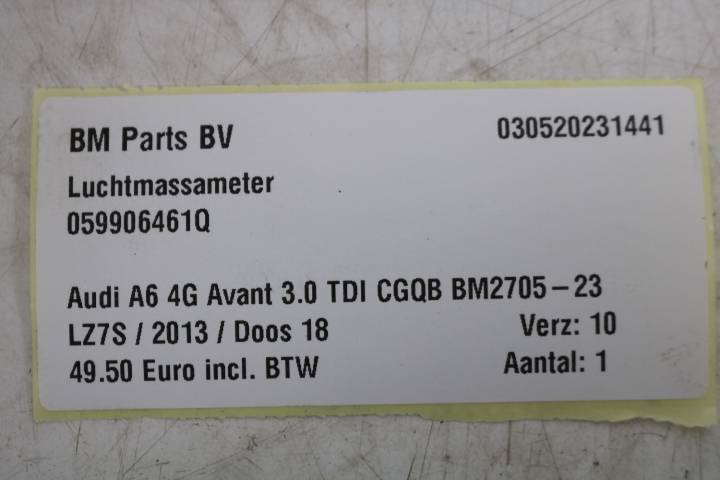 BM Parts BV 030520231441
Luchtmassameter
059906461Q
Audi A6 4G Avant 3.0 TDI CGQB BM2705-23
LZ7S / 2013 / Doos 18 Verz: 10
49.50 Euro incl. BTW Aantal: 1